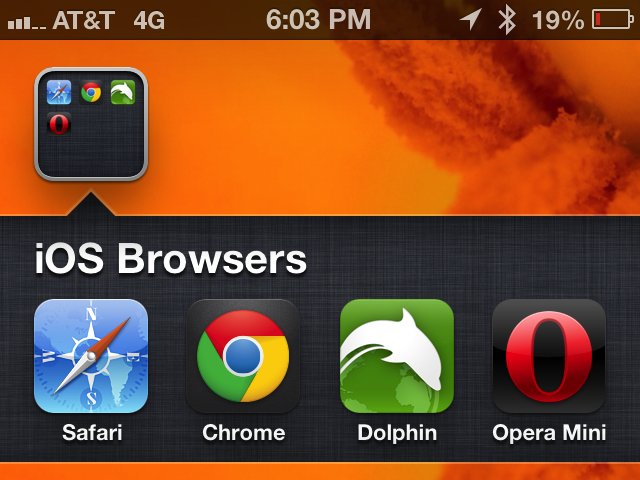 AT&T 4G 6:03 PM 19%
iOS Browsers
N
W E
S
Safari Chrome Dolphin Opera Mini